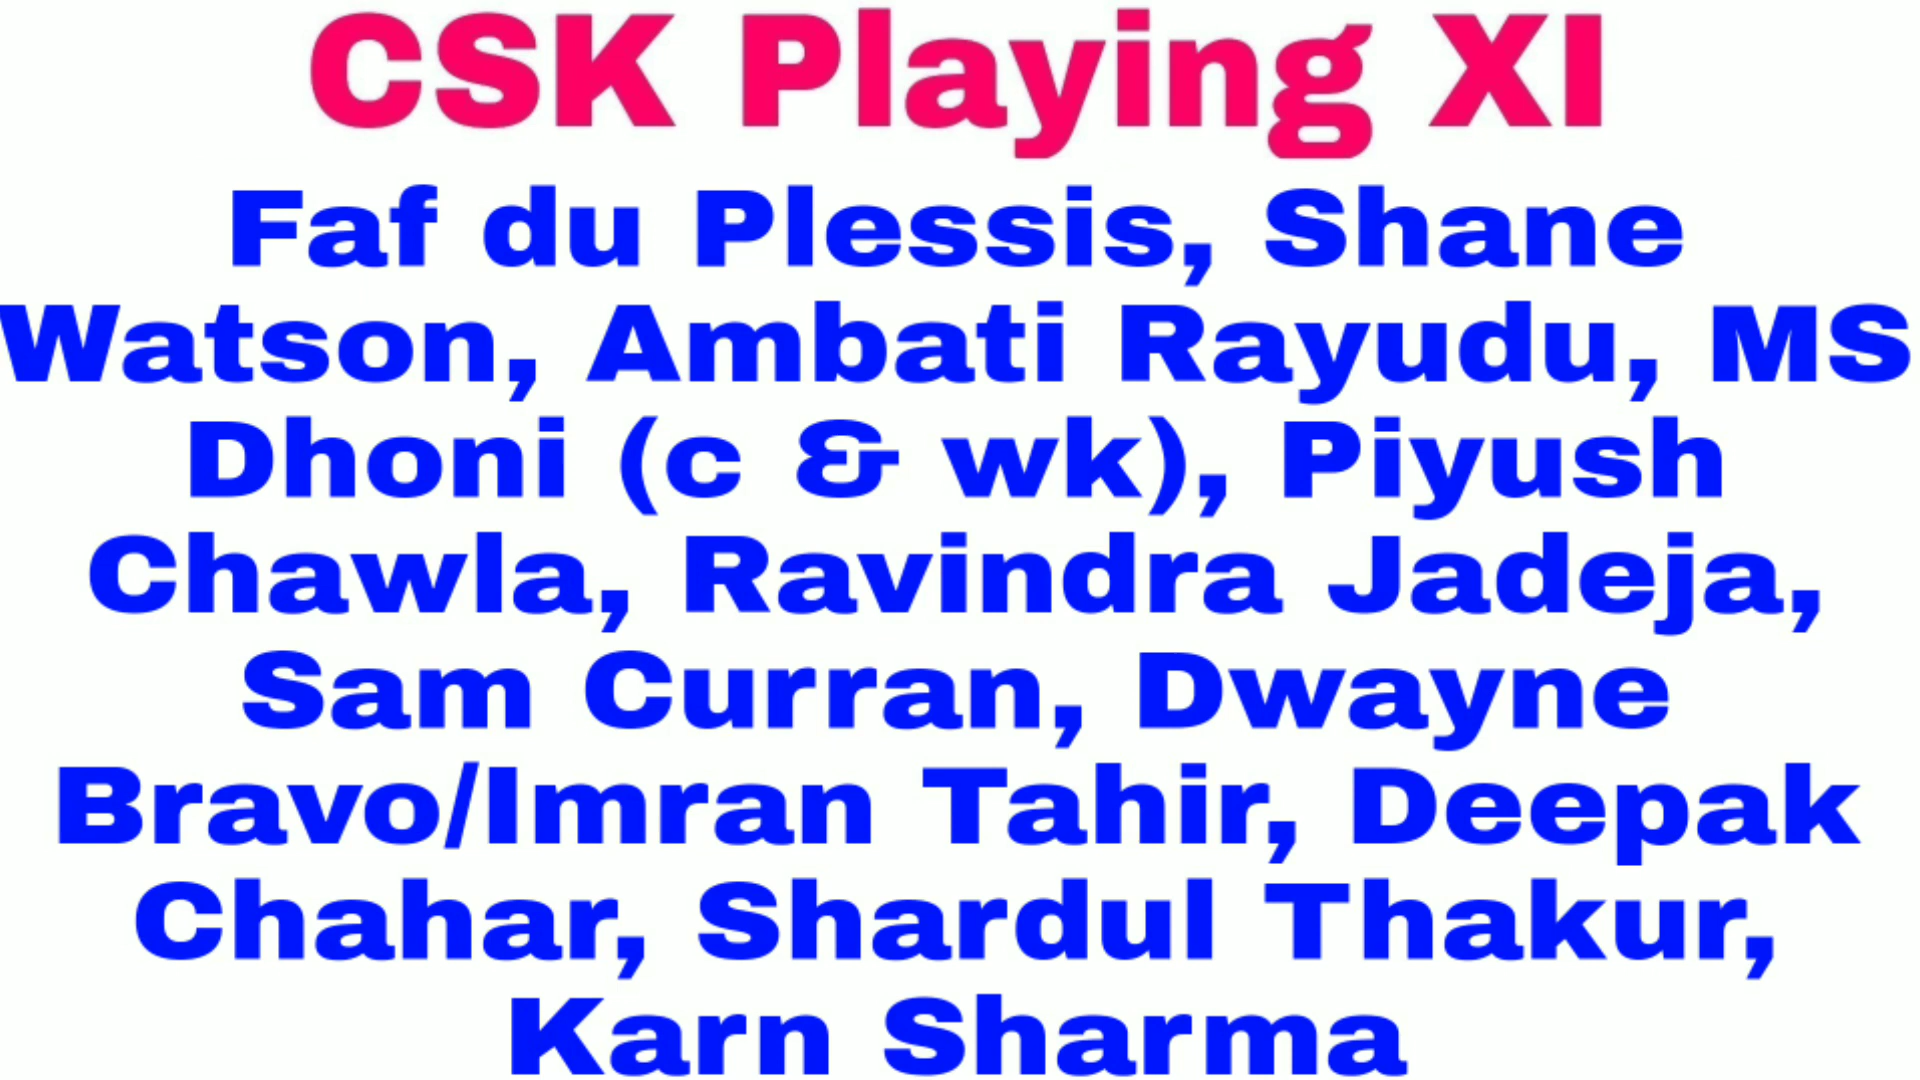 CSK Playing XI
Faf du Plessis, Shane
Watson, Ambati Rayudu, MS
Dhoni (c & wk), Piyush
Chawla, Ravindra Jadeja,
Sam Curran, Dwayne
Bravo/Imran Tahir, Deepak
Chahar, Shardul Thakur,
Karn Sharma